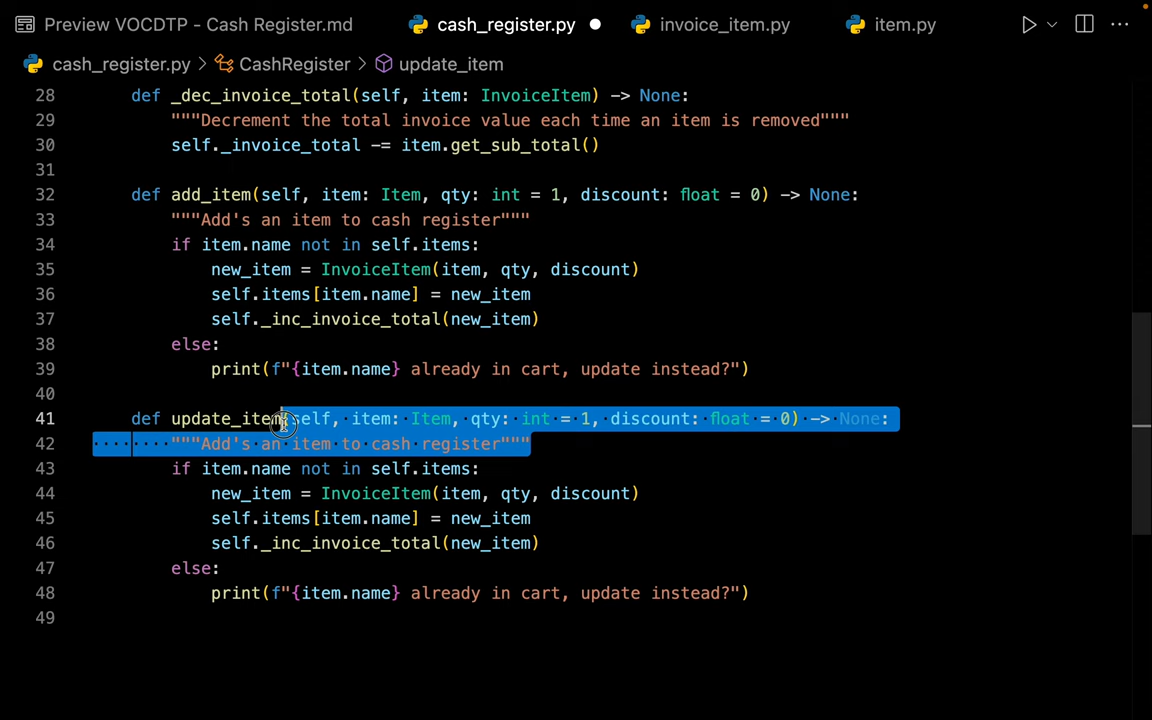 Preview VOCDTP - Cash Register.md cash_register.py invoice_item.py item.py
cash_register.py > CashRegister > update_item
28 def _dec_invoice_total(self, item: InvoiceItem) -> None:
29 """Decrement the total invoice value each time an item is removed"""
30 self._invoice_total -= item.get_sub_total()
31
32 def add_item(self, item: Item, qty: int = 1, discount: float = 0) -> None:
33 """Add's an item to cash register"""
34 if item.name not in self.items:
35 new_item = InvoiceItem(item, qty, discount)
36 self.items[item.name] = new_item
37 self._inc_invoice_total(new_item)
38 else:
39 print(f"{item.name} already in cart, update instead?")
40
41 def update_item(self, item: Item, qty: int = 1, discount: float = 0) -> None:
42 """Add's an item to cash register"""
43 if item.name not in self.items:
44 new_item = InvoiceItem(item, qty, discount)
45 self.items[item.name] = new_item
46 self._inc_invoice_total(new_item)
47 else:
48 print(f"{item.name} already in cart, update instead?")
49